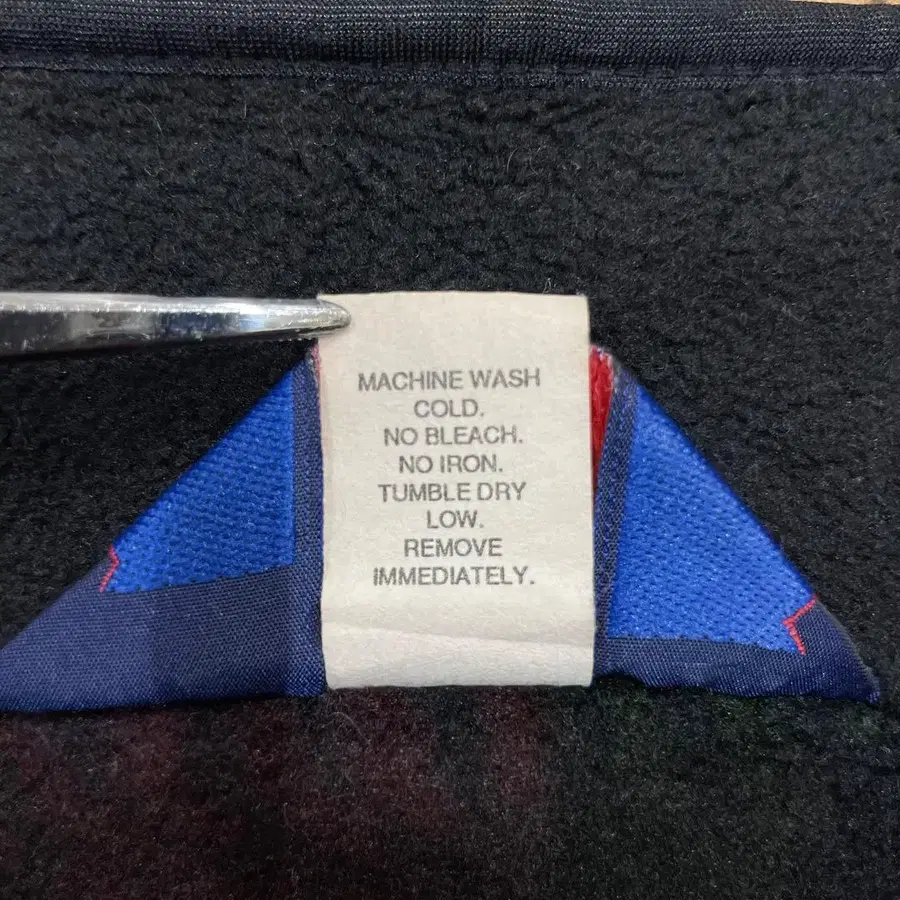 MACHINE WASH
COLD.
NO BLEACH.
NO IRON.
TUMBLE DRY
LOW.
REMOVE
IMMEDIATELY.